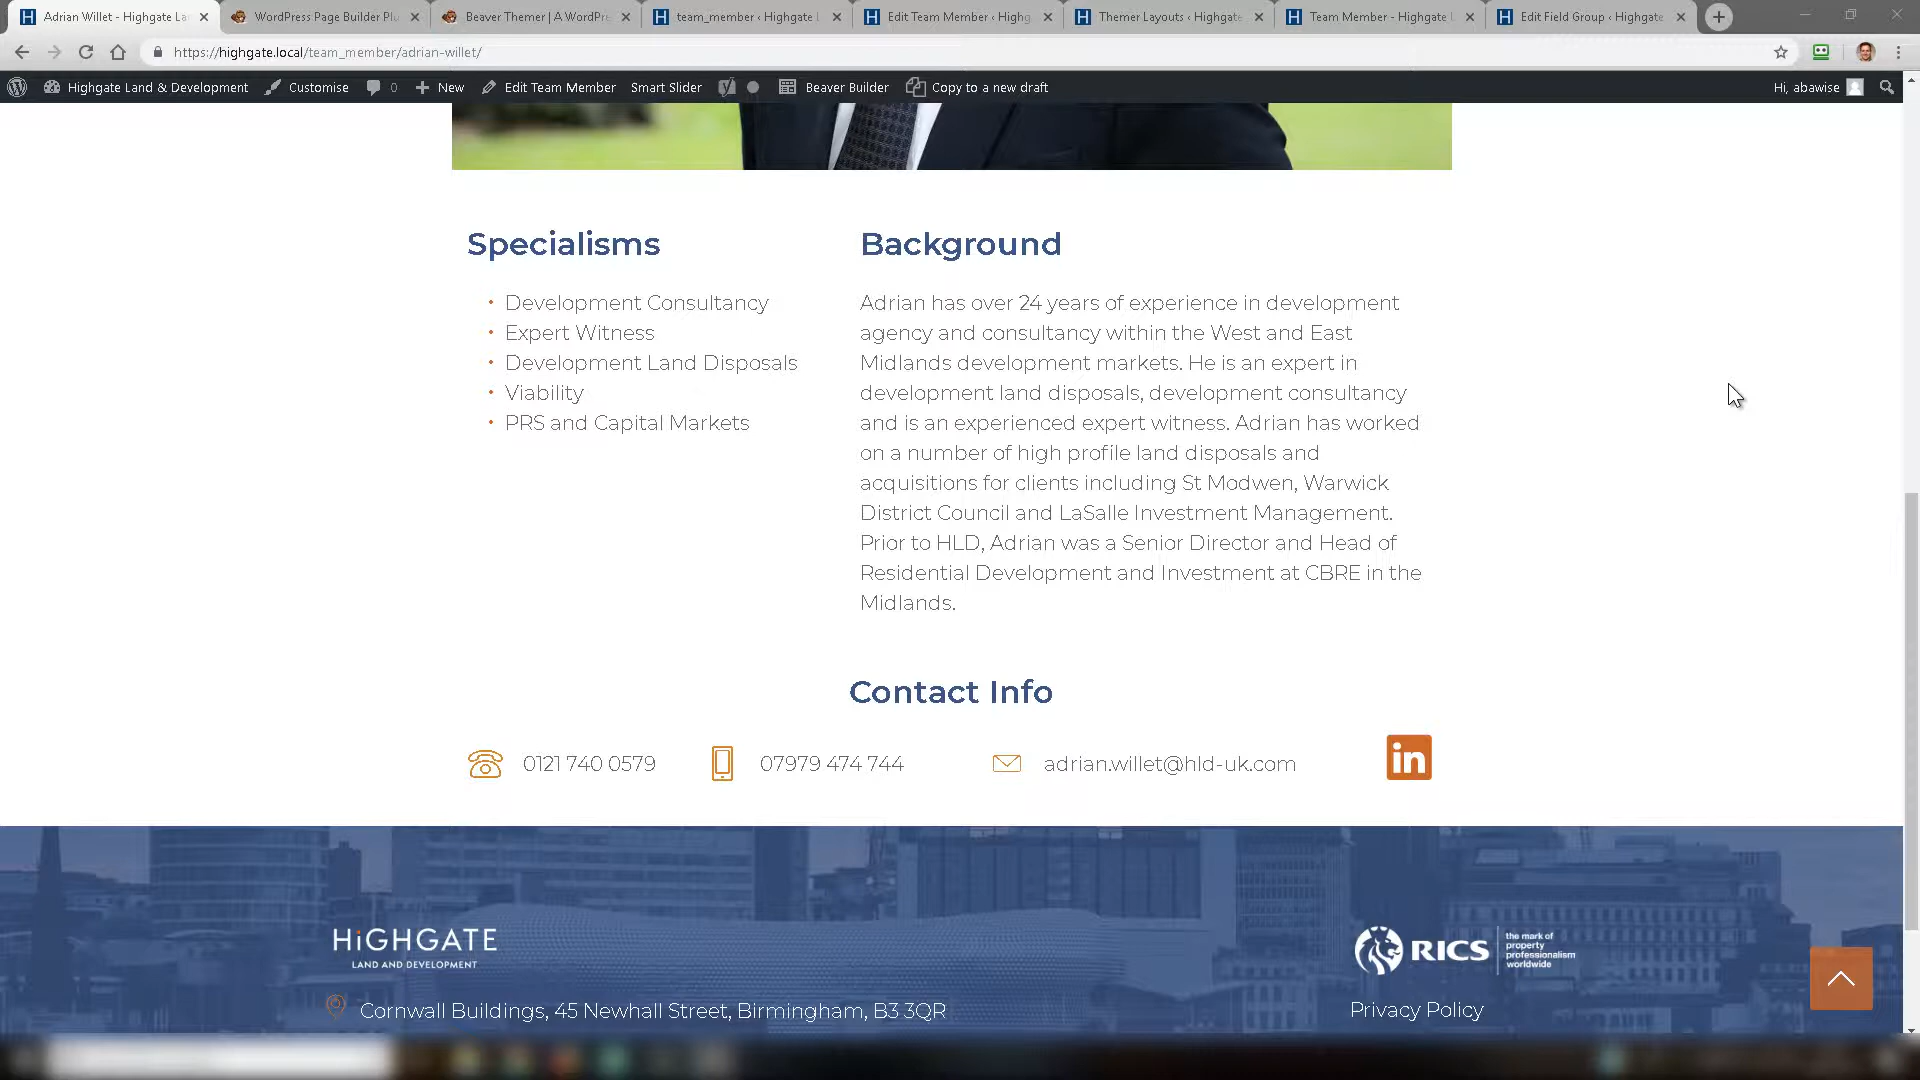 Adrian Willet - Highgate La
WordPress Page Builder Plu
Beaver Themer | A WordPre
team_member ‹ Highgate L
Edit Team Member ‹ Highg
Themer Layouts ‹ Highgate
Team Member - Highgate L
Edit Field Group ‹ Highgate
https://highgate.local/team_member/adrian-willet/
Highgate Land & Development
Customise
0
New
Edit Team Member
Smart Slider
Beaver Builder
Copy to a new draft
Hi, abawise
Specialisms
Development Consultancy
Expert Witness
Development Land Disposals
Viability
PRS and Capital Markets
Background
Adrian has over 24 years of experience in development
agency and consultancy within the West and East
Midlands development markets. He is an expert in
development land disposals, development consultancy
and is an experienced expert witness. Adrian has worked
on a number of high profile land disposals and
acquisitions for clients including St Modwen, Warwick
District Council and LaSalle Investment Management.
Prior to HLD, Adrian was a Senior Director and Head of
Residential Development and Investment at CBRE in the
Midlands.
Contact Info
0121 740 0579
07979 474 744
adrian.willet@hld-uk.com
in
HiGHGATE
LAND AND DEVELOPMENT
RICS
the mark of
property
professionalism
worldwide
Cornwall Buildings, 45 Newhall Street, Birmingham, B3 3QR
Privacy Policy